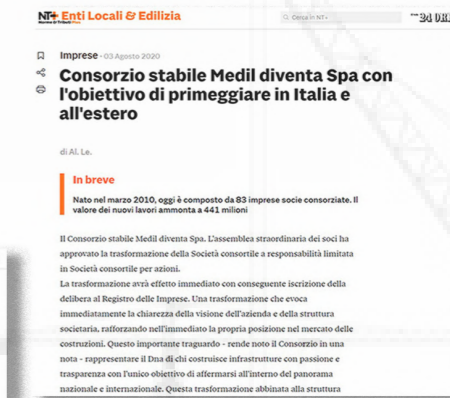 NT+ Enti Locali & Edilizia
Cerca in NT+
24 OR
Imprese - 03 Agosto 2020
Consorzio stabile Medil diventa Spa con
l'obiettivo di primeggiare in Italia e
all'estero
di Al. Le.
In breve
Nato nel marzo 2010, oggi è composto da 83 imprese socie consorziate. Il
valore dei nuovi lavori ammonta a 441 milioni
Il Consorzio stabile Medil diventa Spa. L'assemblea straordinaria dei soci ha
approvato la trasformazione della Società consortile a responsabilità limitata
in Società consortile per azioni.
La trasformazione avrà effetto immediato con conseguente iscrizione della
delibera al Registro delle Imprese. Una trasformazione che evoca
immediatamente la chiarezza della visione dell'azienda e della struttura
societaria, rafforzando nell'immediato la propria posizione nel mercato delle
costruzioni. Questo importante traguardo - rende noto il Consorzio in una
nota - rappresentare il Dna di chi costruisce infrastrutture con passione e
trasparenza con l'unico obiettivo di affermarsi all'interno del panorama
nazionale e internazionale. Questa trasformazione abbinata alla struttura